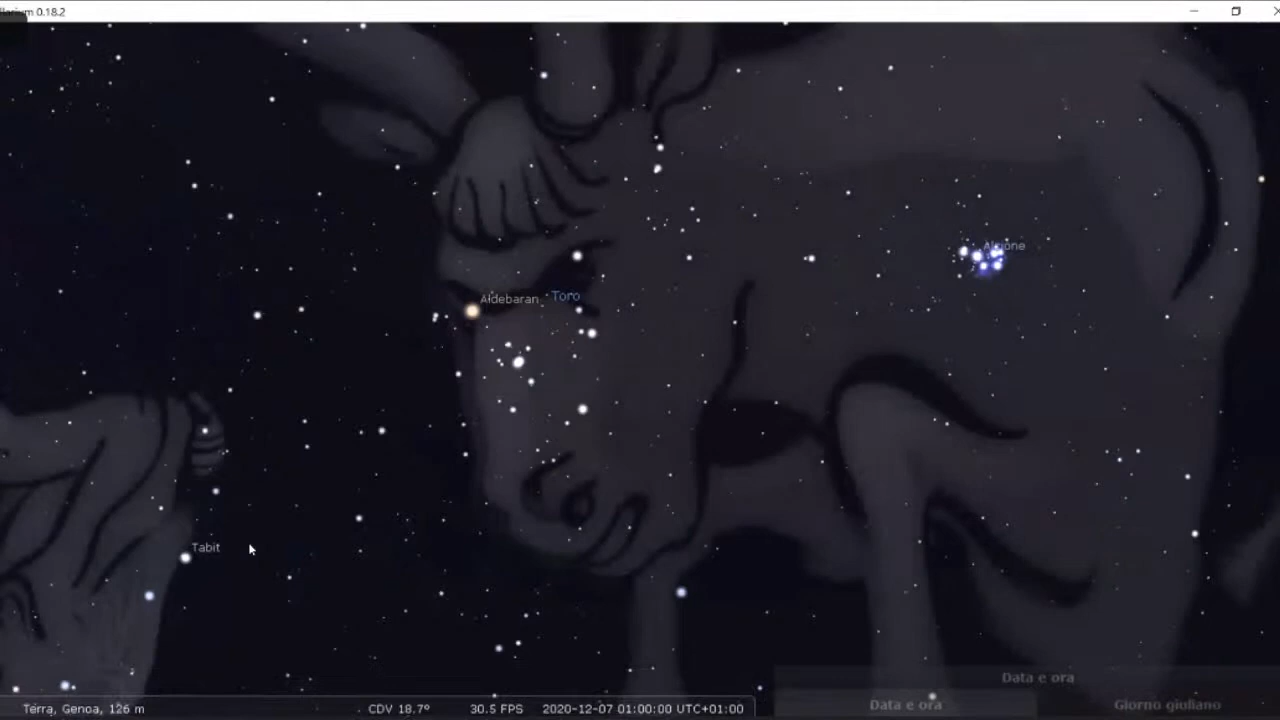 llarium 0.18.2
Alcione
Aldebaran
Toro
Tabit
Data e ora
Terra, Genoa, 126 m
CDV 18.7°
30.5 FPS
2020-12-07 01:00:00 UTC+01:00
Data e ora
Giorno giuliano